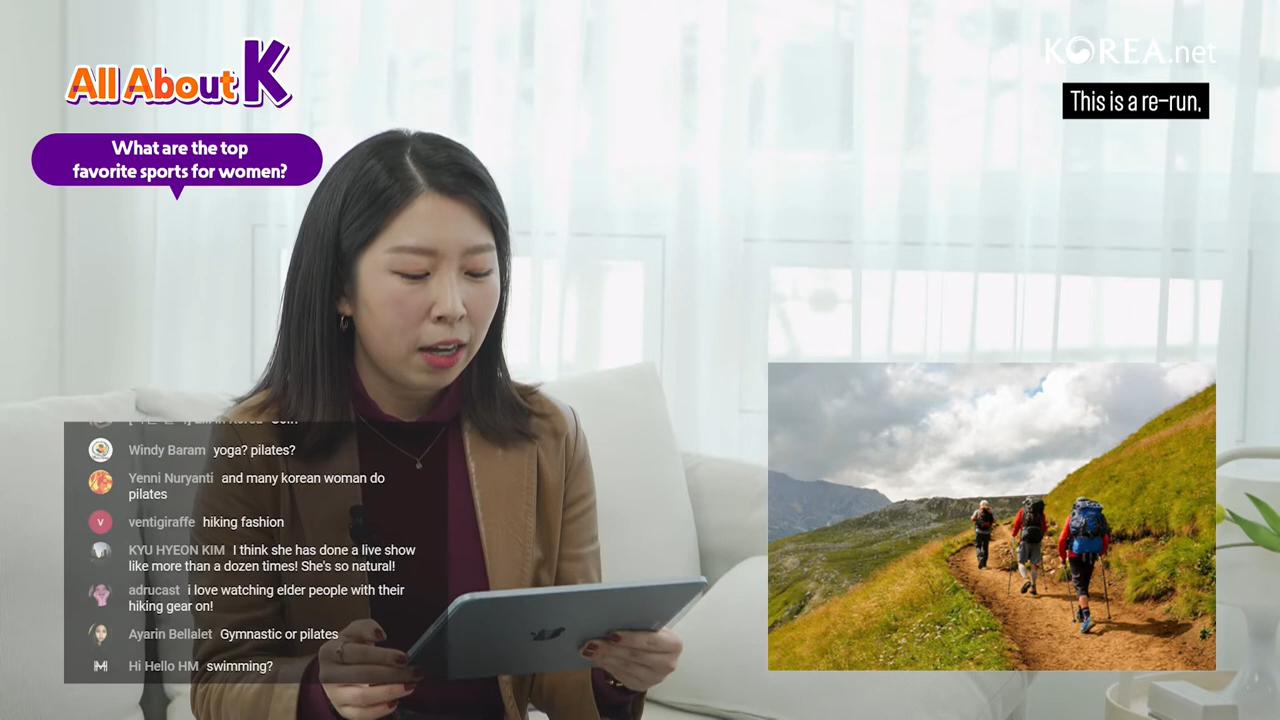 All About K
KOREA.net
This is a re-run.
What are the top
favorite sports for women?
Windy Baram yoga? pilates?
Yenni Nuryanti and many korean woman do
pilates
V
ventigiraffe hiking fashion
KYU HYEON KIM I think she has done a live show
like more than a dozen times! She's so natural!
adrucast i love watching elder people with their
hiking gear on!
Ayarin Bellalet Gymnastic or pilates
Hi Hello HM swimming?